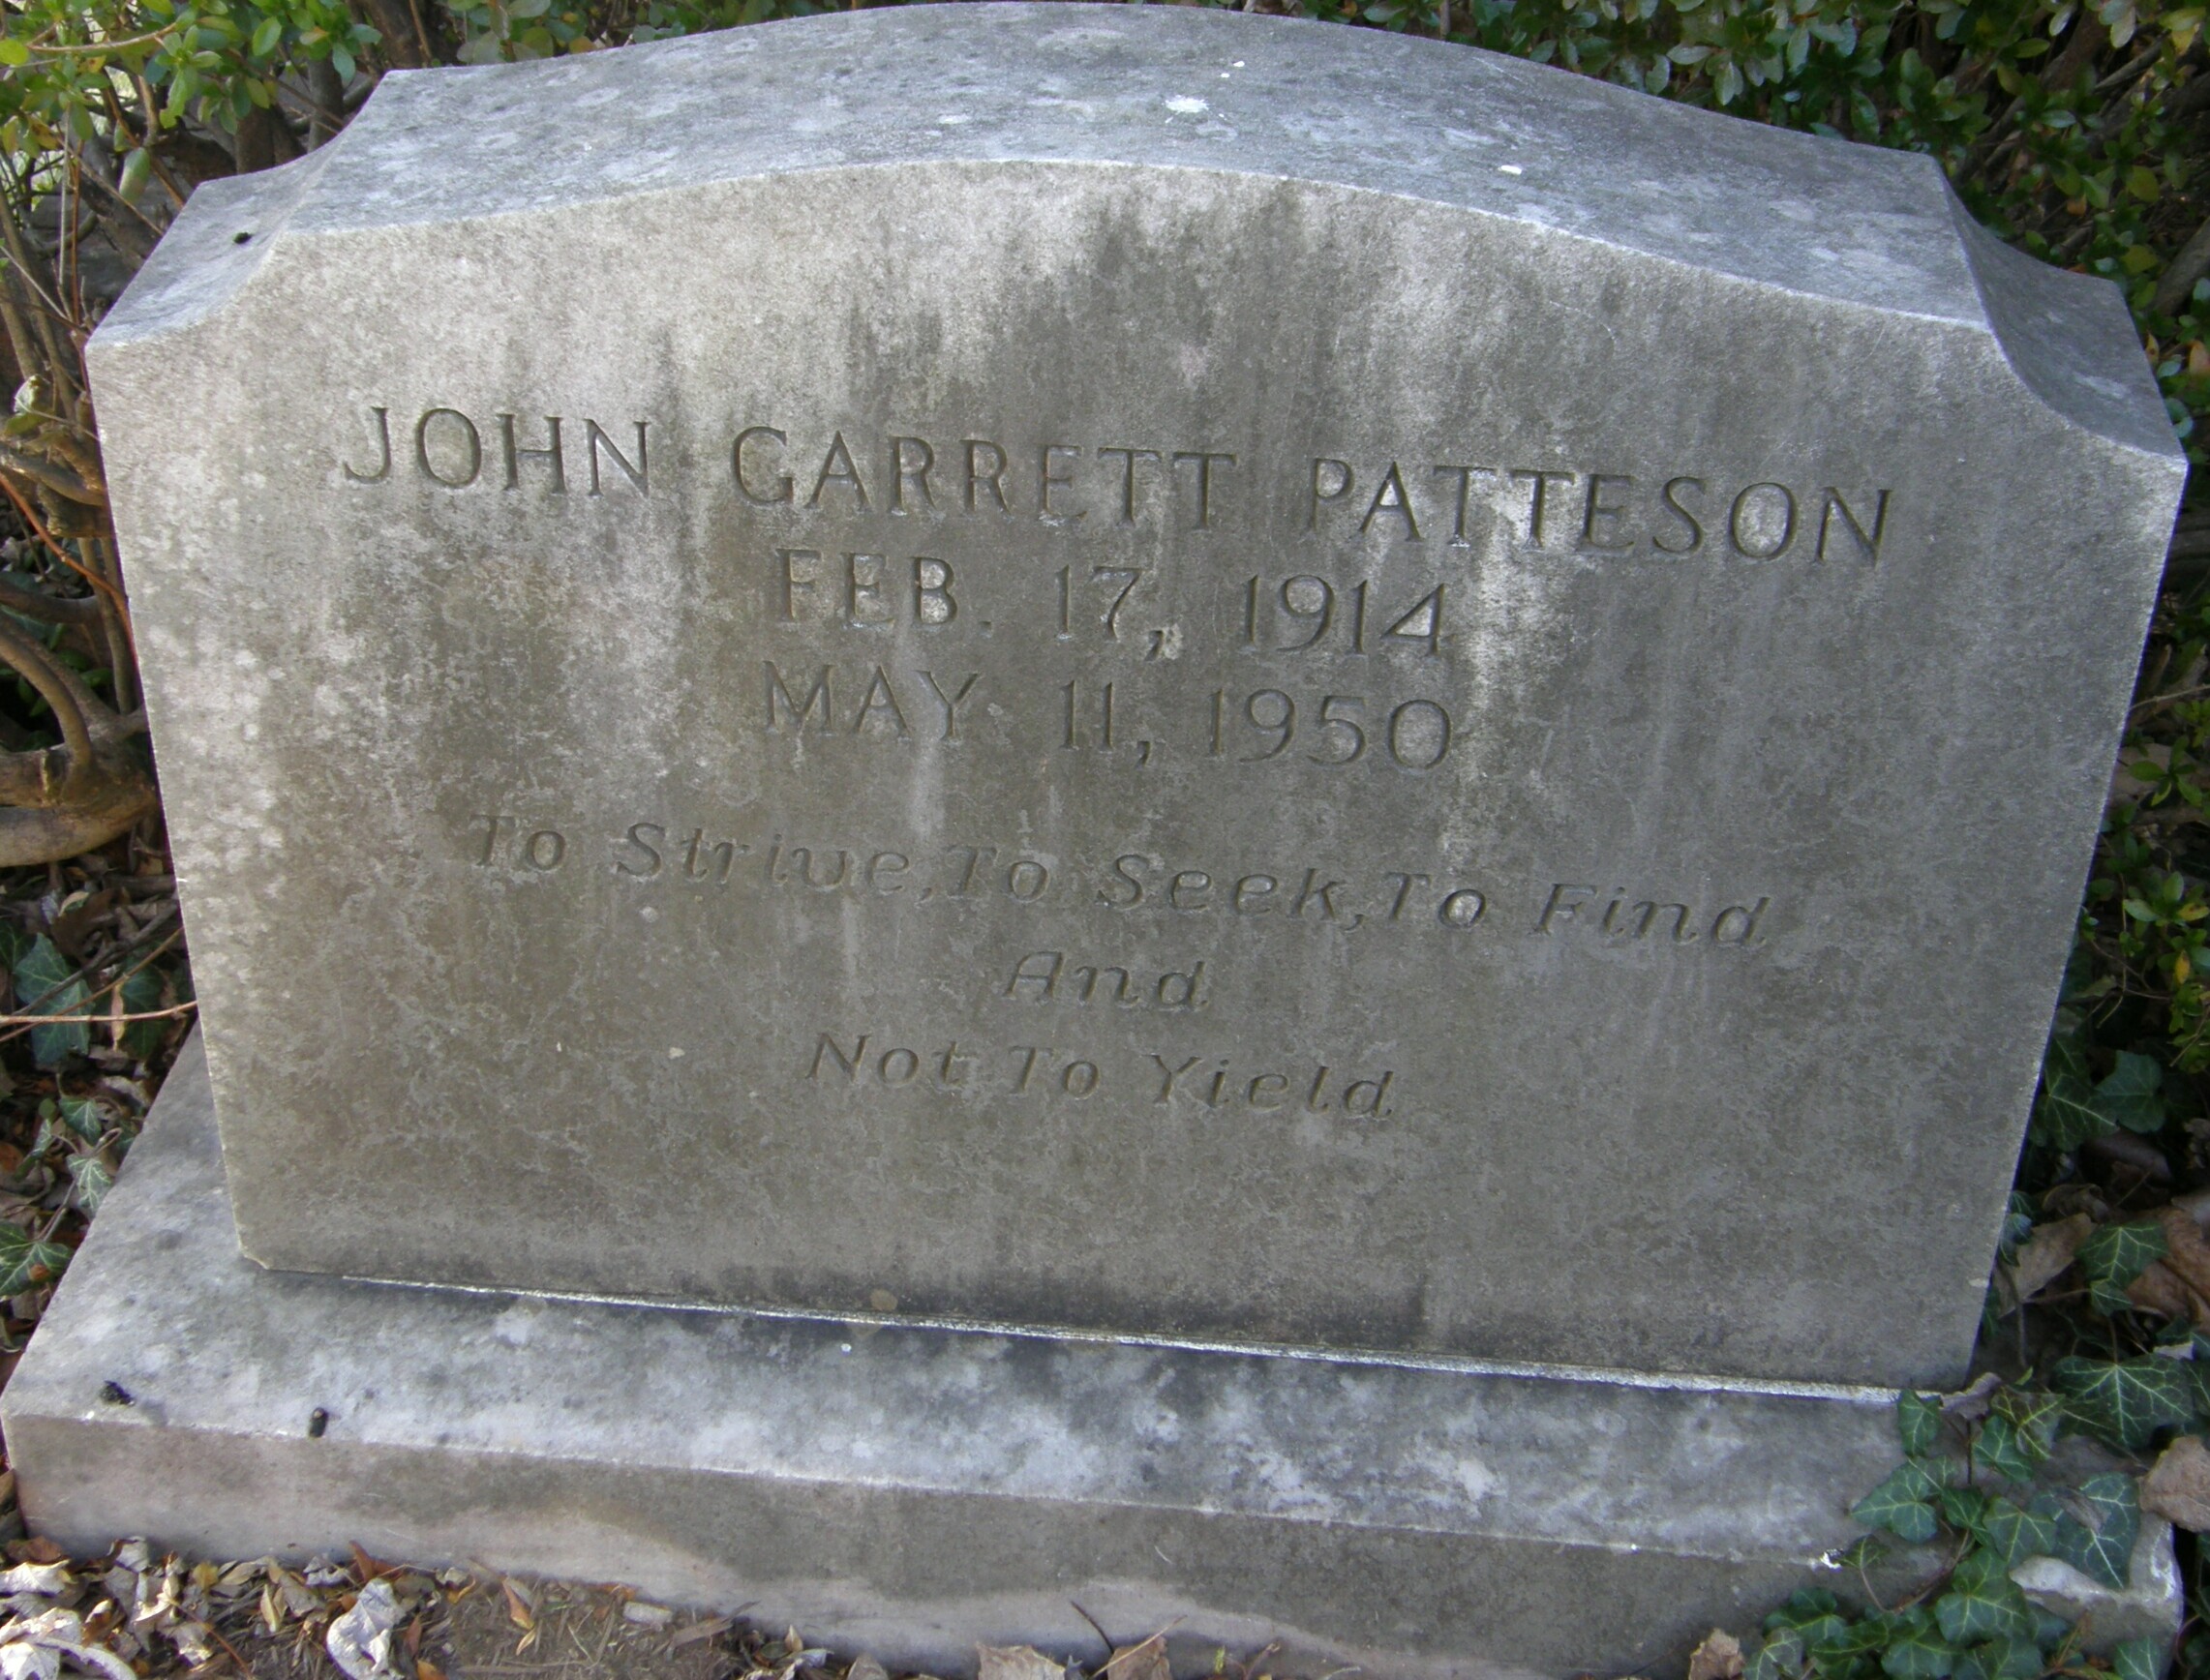 JOHN GARRETT PATTESON
FEB. 17, 1914
MAY 11, 1950
To Strive, To Seek, To Find
And
Not To Yield